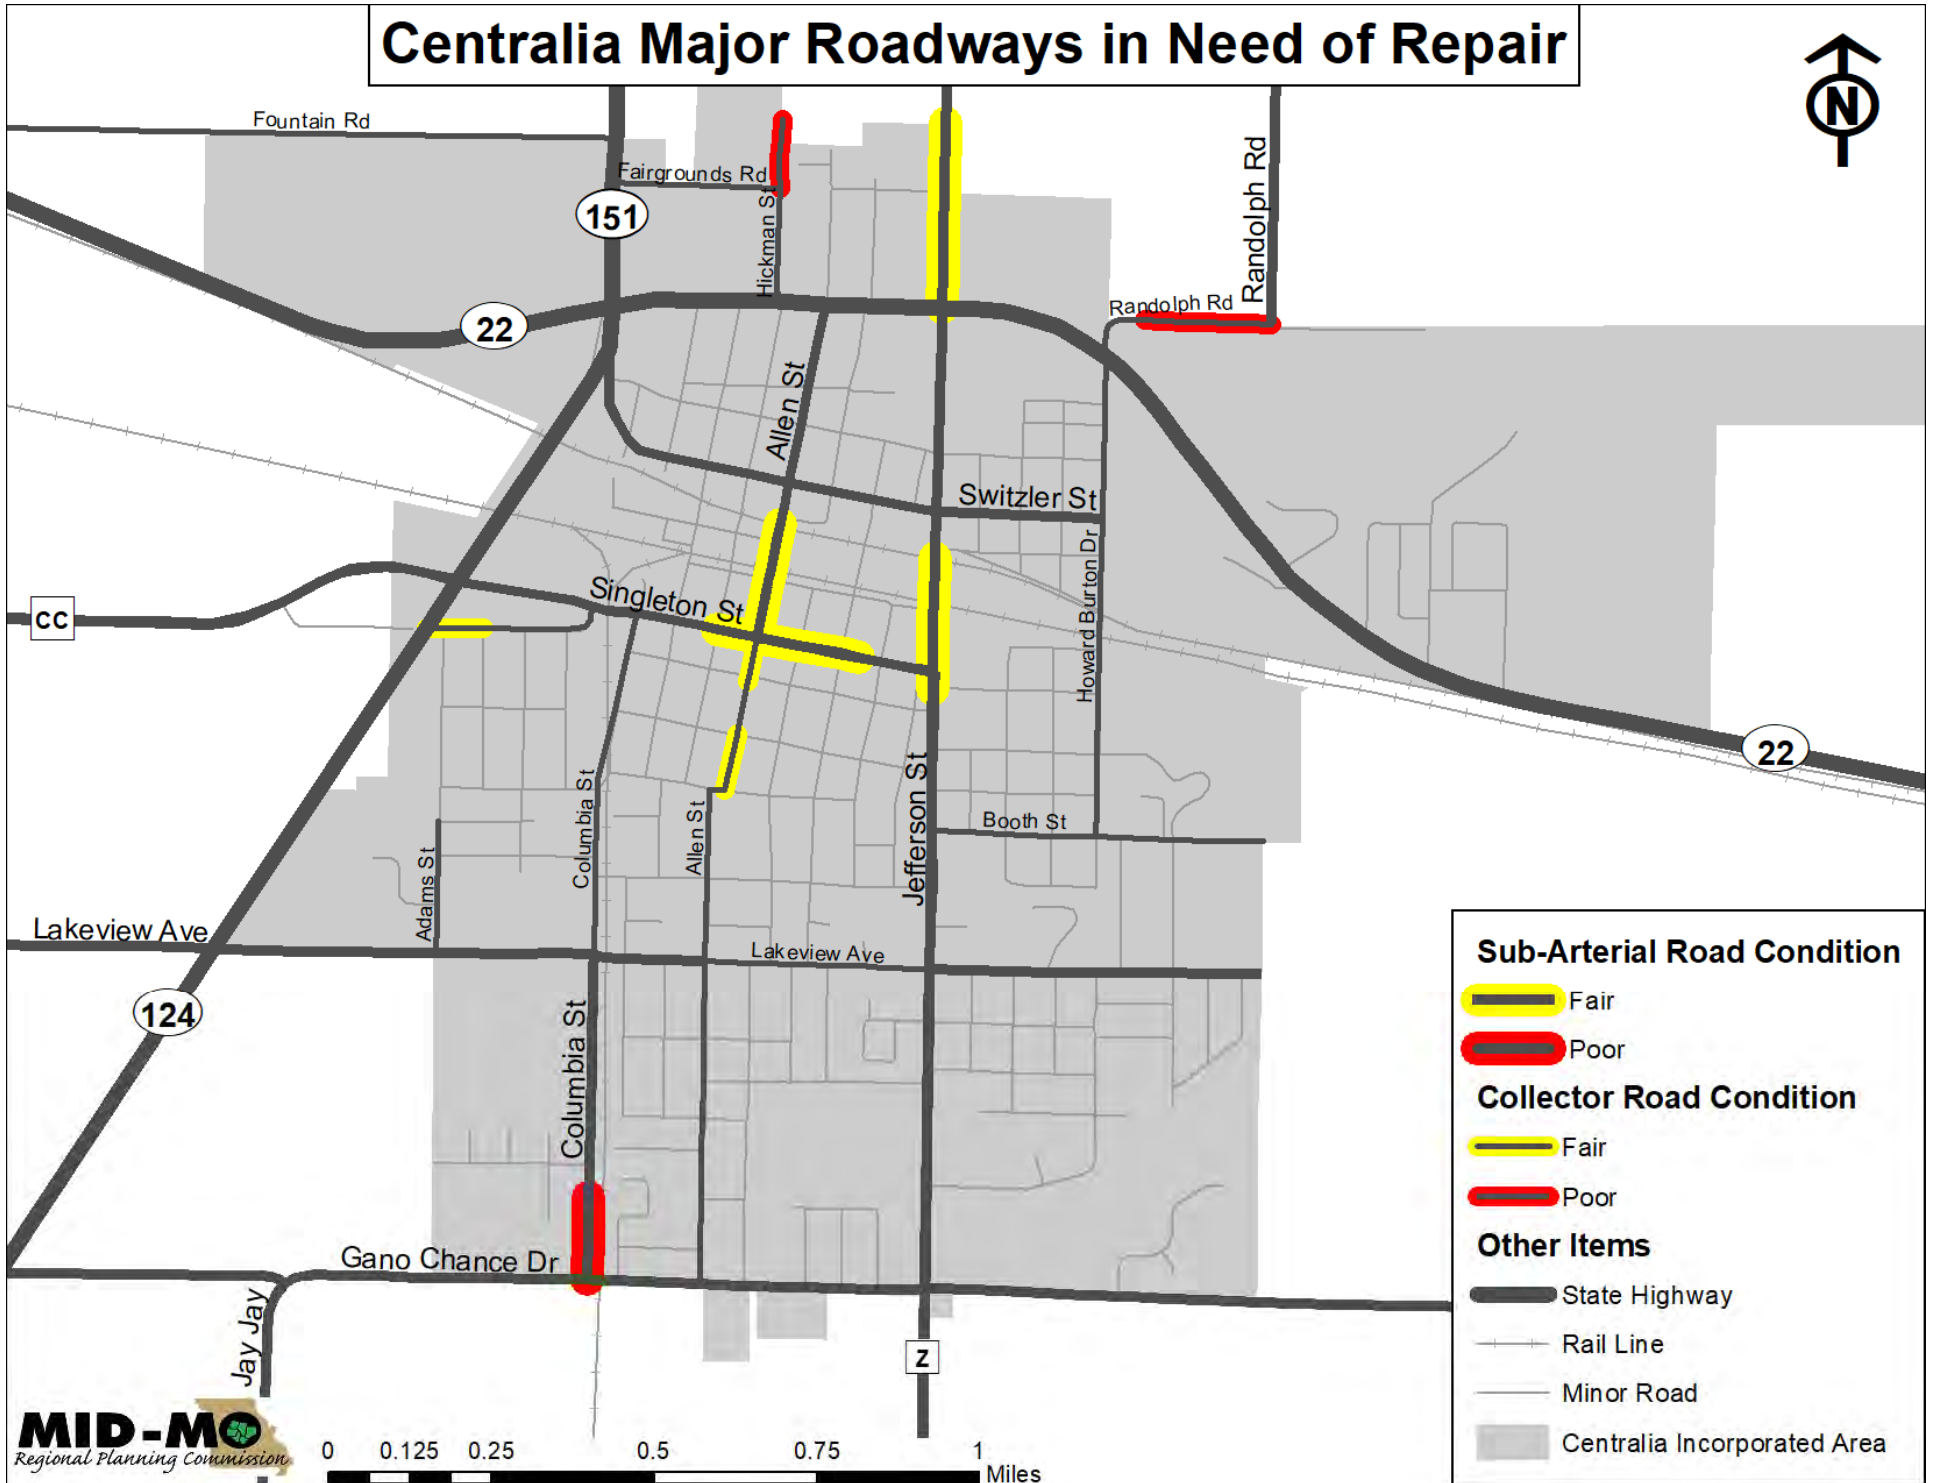 Centralia Major Roadways in Need of Repair
N
Fountain Rd
Fairgrounds Rd
151
Hickman St
Randolph Rd
Randolph Rd
22
Allen St
Switzler St
Howard Burton Dr
Singleton St
CC
22
Jefferson St
Columbia St
Allen St
Booth St
Adams St
Lakeview Ave
Lakeview Ave
124
Columbia St
Gano Chance Dr
Jay Jay
Z
Sub-Arterial Road Condition
Fair
Poor
Collector Road Condition
Fair
Poor
Other Items
State Highway
Rail Line
Minor Road
Centralia Incorporated Area
MID-MO
Regional Planning Commission
0 0.125 0.25 0.5 0.75 1
Miles